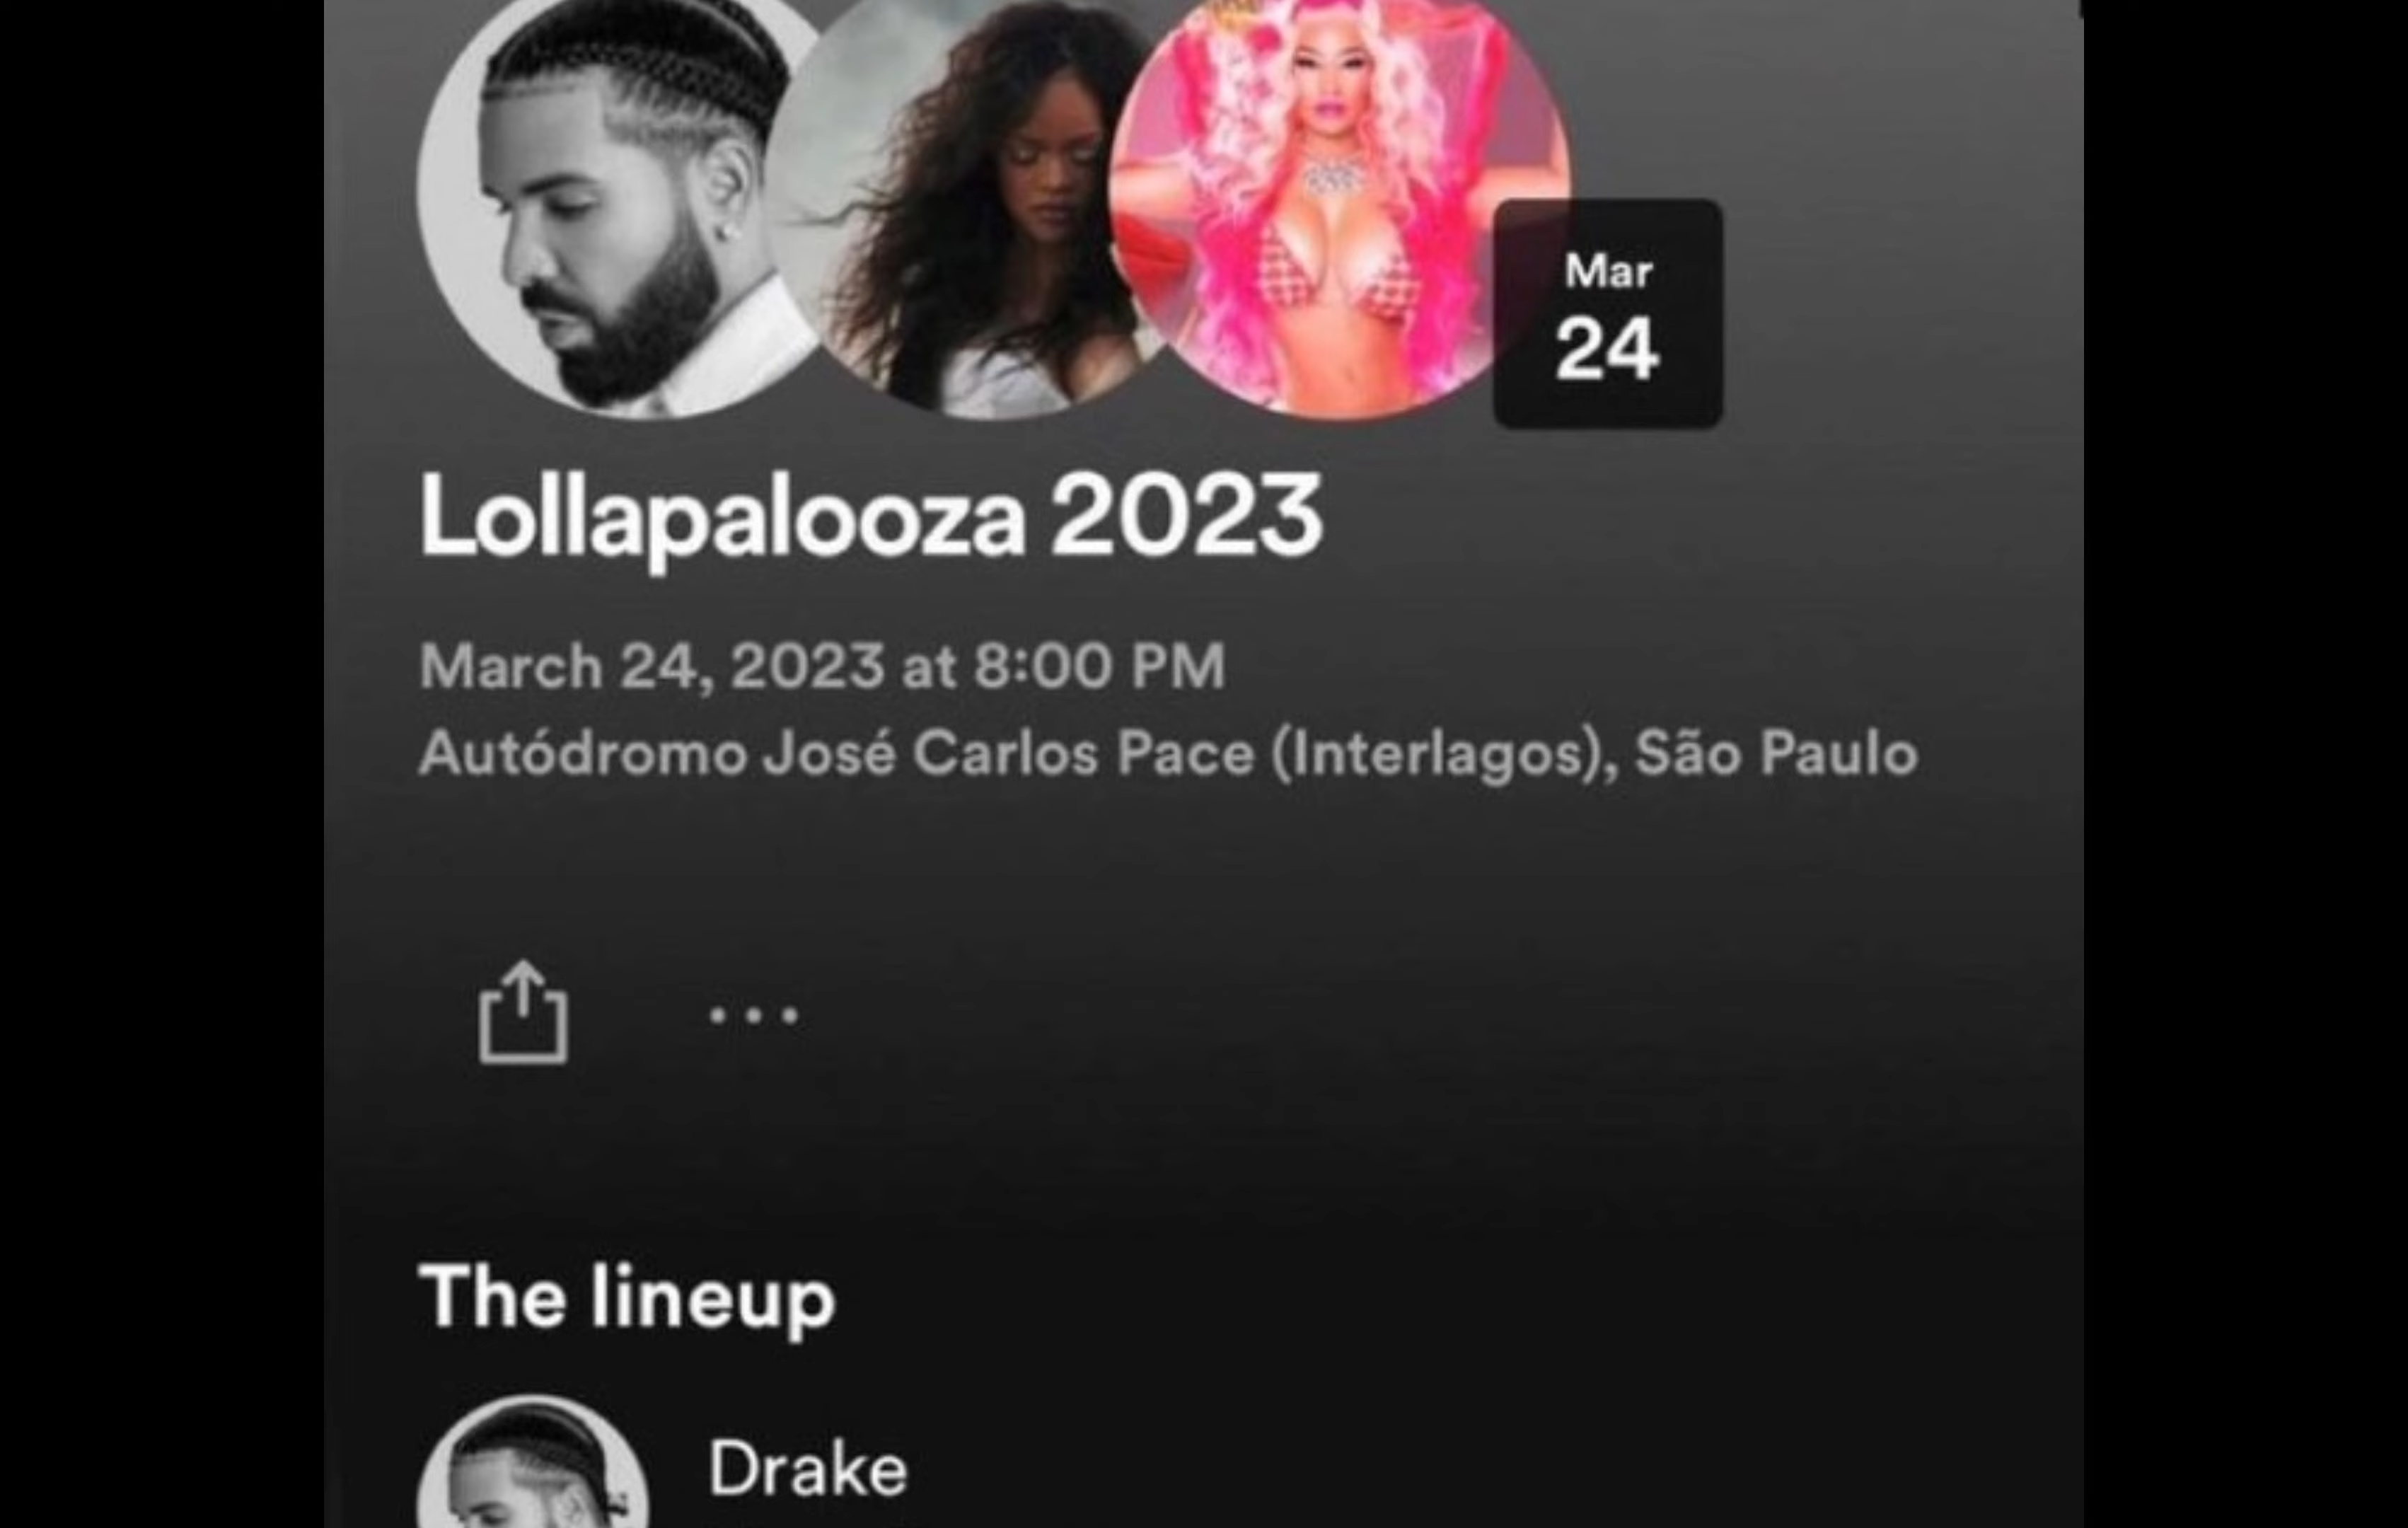 Mar
24
Lollapalooza 2023
March 24, 2023 at 8:00 PM
Autódromo José Carlos Pace (Interlagos), São Paulo
The lineup
Drake